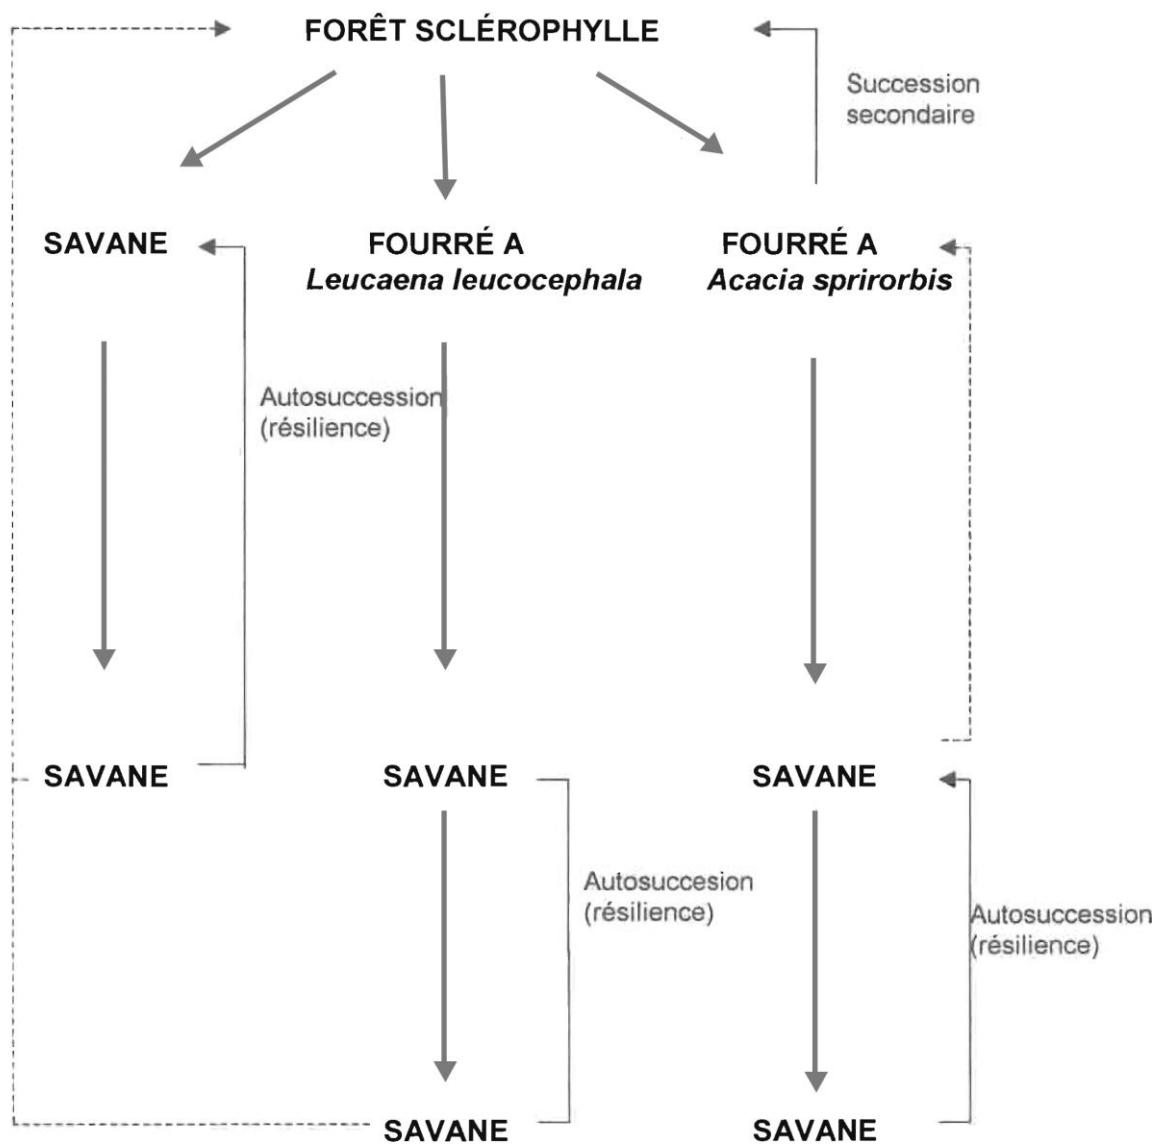 FORÊT SCLÉROPHYLLE
Succession
secondaire
SAVANE
FOURRÉ A
Leucaena leucocephala
FOURRÉ A
Acacia sprirorbis
Autosuccession
(résilience)
SAVANE
SAVANE
SAVANE
Autosuccesion
(résilience)
Autosuccession
(résilience)
SAVANE
SAVANE